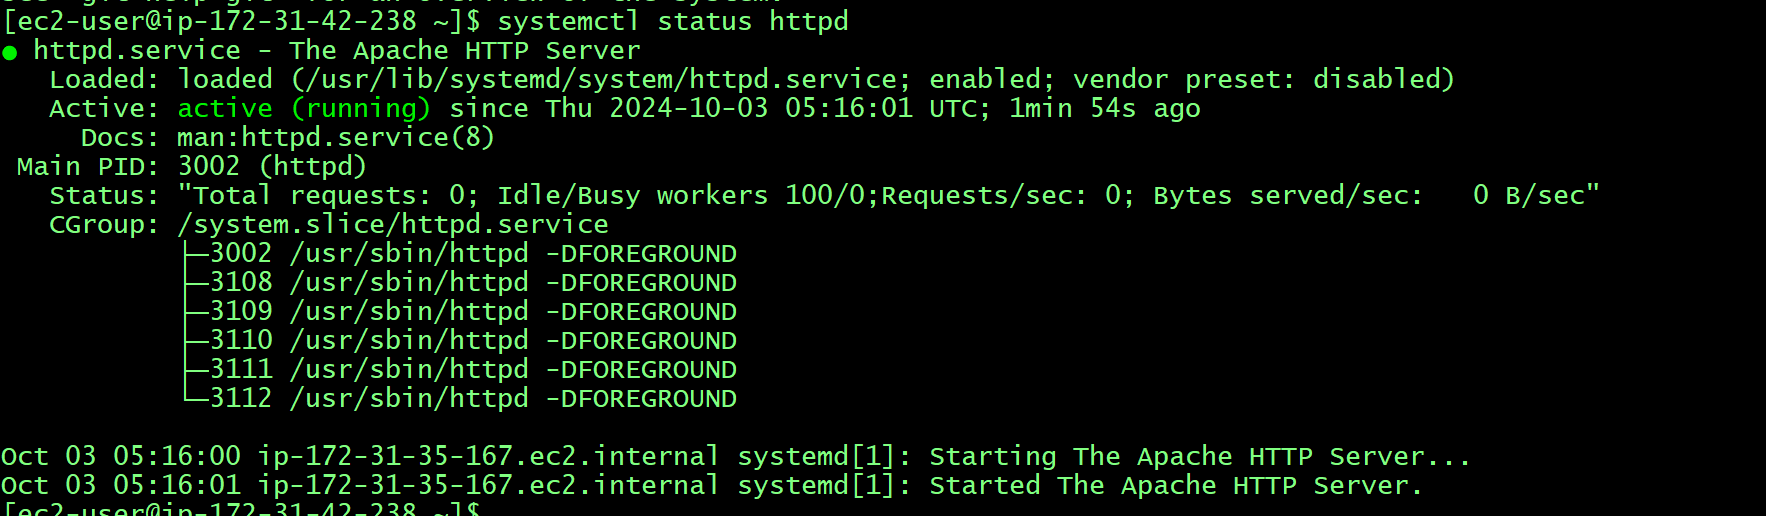 [ec2-user@ip-172-31-42-238 ~]$ systemctl status httpd
● httpd.service - The Apache HTTP Server
   Loaded: loaded (/usr/lib/systemd/system/httpd.service; enabled; vendor preset: disabled)
   Active: active (running) since Thu 2024-10-03 05:16:01 UTC; 1min 54s ago
     Docs: man:httpd.service(8)
 Main PID: 3002 (httpd)
   Status: "Total requests: 0; Idle/Busy workers 100/0;Requests/sec: 0; Bytes served/sec:   0 B/sec"
   CGroup: /system.slice/httpd.service
           ├─3002 /usr/sbin/httpd -DFOREGROUND
           ├─3108 /usr/sbin/httpd -DFOREGROUND
           ├─3109 /usr/sbin/httpd -DFOREGROUND
           ├─3110 /usr/sbin/httpd -DFOREGROUND
           ├─3111 /usr/sbin/httpd -DFOREGROUND
           └─3112 /usr/sbin/httpd -DFOREGROUND
Oct 03 05:16:00 ip-172-31-35-167.ec2.internal systemd[1]: Starting The Apache HTTP Server...
Oct 03 05:16:01 ip-172-31-35-167.ec2.internal systemd[1]: Started The Apache HTTP Server.
[ec2-user@ip-172-31-42-238 ~]$